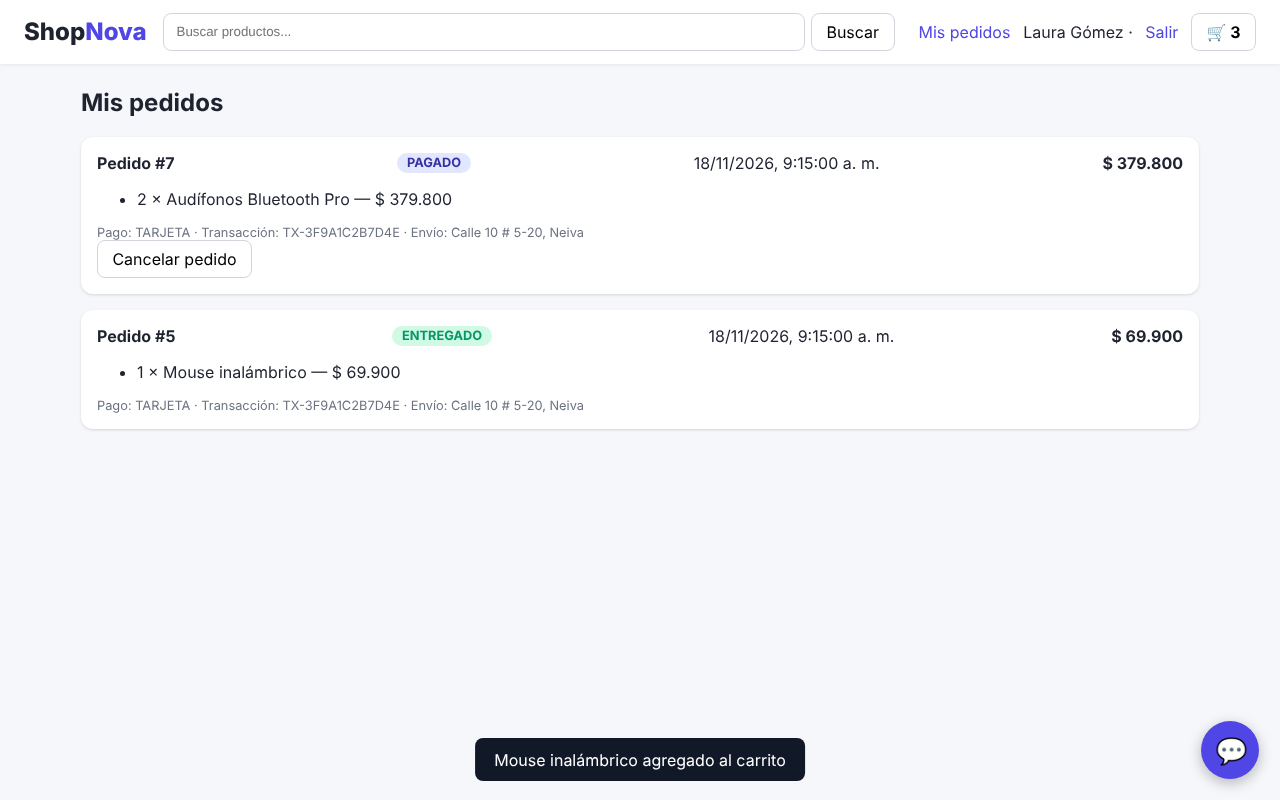 ShopNova Buscar productos... Buscar Mis pedidos Laura Gómez · Salir 🛒 3
Mis pedidos
Pedido #7 PAGADO 18/11/2026, 9:15:00 a. m. $ 379.800
• 2 × Audífonos Bluetooth Pro — $ 379.800
Pago: TARJETA · Transacción: TX-3F9A1C2B7D4E · Envío: Calle 10 # 5-20, Neiva
Cancelar pedido
Pedido #5 ENTREGADO 18/11/2026, 9:15:00 a. m. $ 69.900
• 1 × Mouse inalámbrico — $ 69.900
Pago: TARJETA · Transacción: TX-3F9A1C2B7D4E · Envío: Calle 10 # 5-20, Neiva
Mouse inalámbrico agregado al carrito